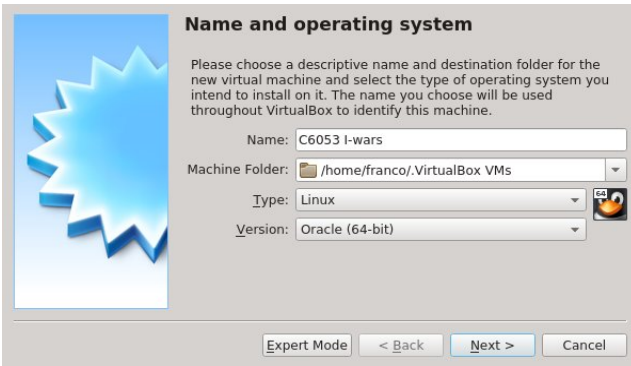 Name and operating system
Please choose a descriptive name and destination folder for the
new virtual machine and select the type of operating system you
intend to install on it. The name you choose will be used
throughout VirtualBox to identify this machine.
Name: C6053 I-wars
Machine Folder: /home/franco/.VirtualBox VMs
Type: Linux
64
Version: Oracle (64-bit)
Expert Mode < Back Next > Cancel